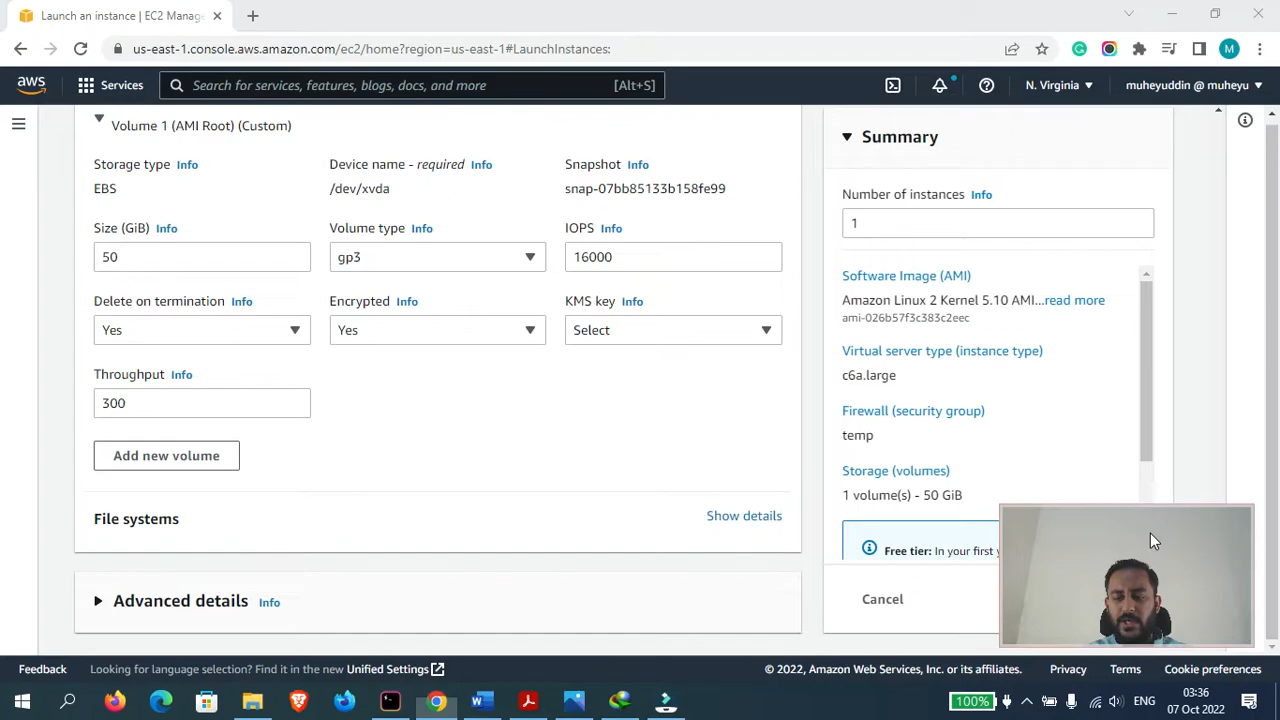 Launch an instance | EC2 Manag
us-east-1.console.aws.amazon.com/ec2/home?region=us-east-1#LaunchInstances:
M
aws
Services
Search for services, features, blogs, docs, and more
[Alt+S]
N. Virginia
muheyuddin @ muheyu
Volume 1 (AMI Root) (Custom)
Storage type Info
Device name - required Info
Snapshot Info
EBS
/dev/xvda
snap-07bb85133b158fe99
Size (GiB) Info
Volume type Info
IOPS Info
50
gp3
16000
Delete on termination Info
Encrypted Info
KMS key Info
Yes
Yes
Select
Throughput Info
300
Add new volume
File systems
Show details
Advanced details Info
Summary
Number of instances Info
1
Software Image (AMI)
Amazon Linux 2 Kernel 5.10 AMI...read more
ami-026b57f3c383c2eec
Virtual server type (instance type)
c6a.large
Firewall (security group)
temp
Storage (volumes)
1 volume(s) - 50 GiB
Free tier: In your first
Cancel
Feedback
Looking for language selection? Find it in the new Unified Settings
© 2022, Amazon Web Services, Inc. or its affiliates.
Privacy
Terms
Cookie preferences
100%
ENG
03:36
07 Oct 2022